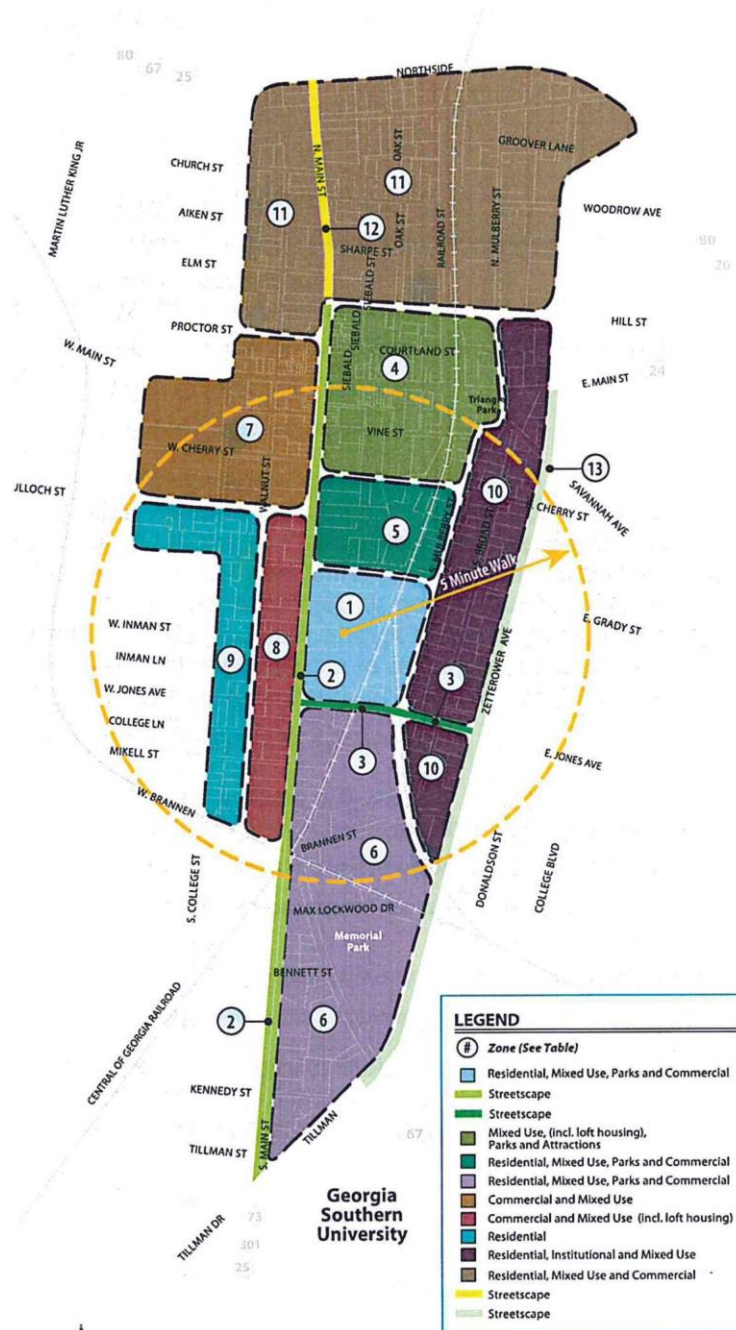 80
67
25
NORTHSIDE
MARTIN LUTHER KING JR
CHURCH ST
N. MAIN ST
OAK ST
GROOVER LANE
11
11
AIKEN ST
12
OAK ST
RAILROAD ST
N. MULBERRY ST
WOODROW AVE
SHARPE ST
80
26
ELM ST
SIEBALD ST
PROCTOR ST
SIEBALD
HILL ST
W. MAIN ST
SIEBALD
COURTLAND ST
4
E. MAIN ST
24
Triangle
Park
7
VINE ST
W. CHERRY ST
WALNUT ST
13
10
SAVANNAH AVE
JLLOCH ST
CHERRY ST
5
E. MULBERRY ST
BROAD ST
5 Minute Walk
1
W. INMAN ST
E. GRADY ST
INMAN LN
9
8
2
3
ZETTEROWER AVE
W. JONES AVE
COLLEGE LN
MIKELL ST
3
10
E. JONES AVE
W. BRANNEN
BRANNEN ST
6
S. COLLEGE ST
DONALDSON ST
COLLEGE BLVD
MAX LOCKWOOD DR
Memorial
Park
BENNETT ST
CENTRAL OF GEORGIA RAILROAD
2
6
KENNEDY ST
TILLMAN ST
S. MAIN ST
TILLMAN
67
Georgia
Southern
University
TILLMAN DR
73
301
25
LEGEND
# Zone (See Table)
Residential, Mixed Use, Parks and Commercial
Streetscape
Streetscape
Mixed Use, (incl. loft housing),
Parks and Attractions
Residential, Mixed Use, Parks and Commercial
Residential, Mixed Use, Parks and Commercial
Commercial and Mixed Use
Commercial and Mixed Use (incl. loft housing)
Residential
Residential, Institutional and Mixed Use
Residential, Mixed Use and Commercial
Streetscape
Streetscape